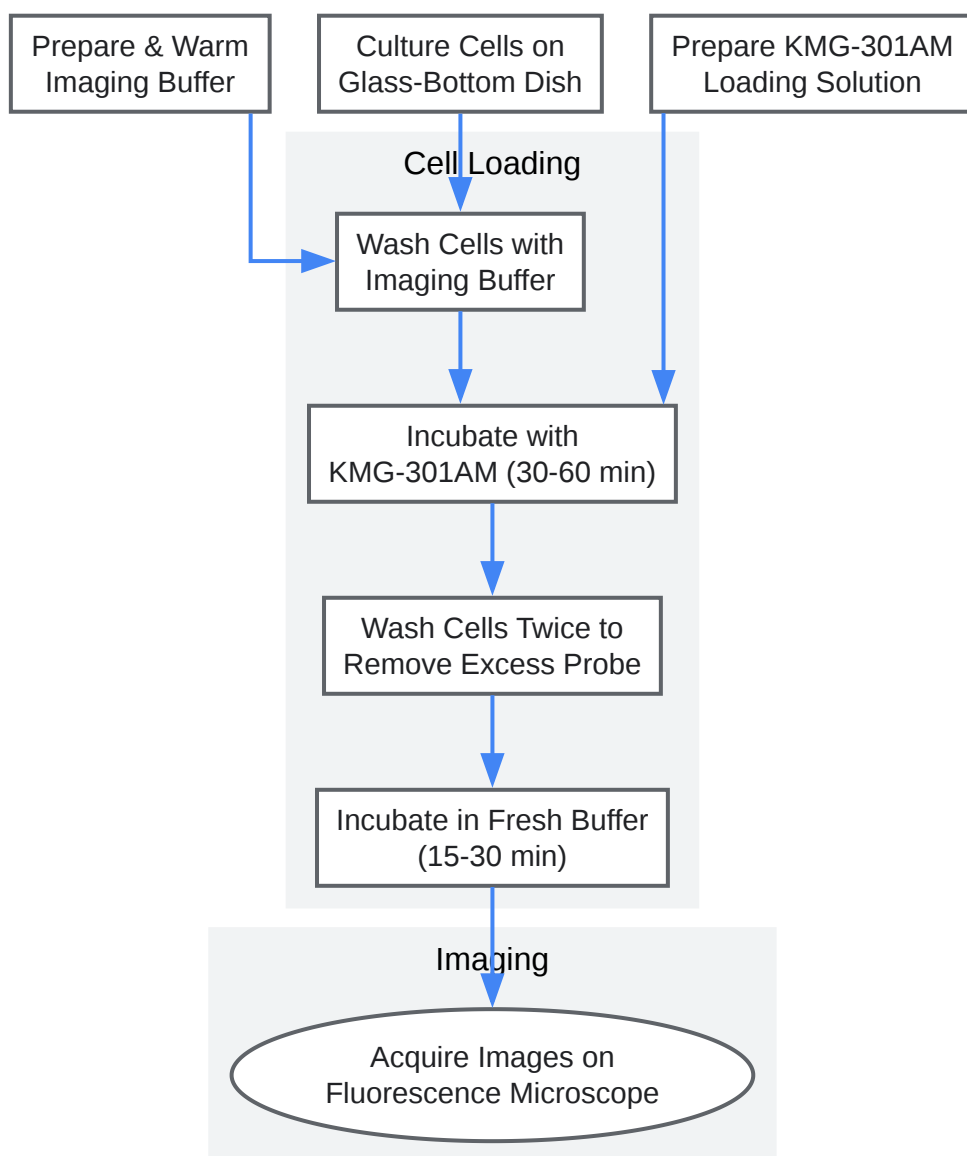 Prepare & Warm
Imaging Buffer
Culture Cells on
Glass-Bottom Dish
Prepare KMG-301AM
Loading Solution
Cell Loading
Wash Cells with
Imaging Buffer
Incubate with
KMG-301AM (30-60 min)
Wash Cells Twice to
Remove Excess Probe
Incubate in Fresh Buffer
(15-30 min)
Imaging
Acquire Images on
Fluorescence Microscope